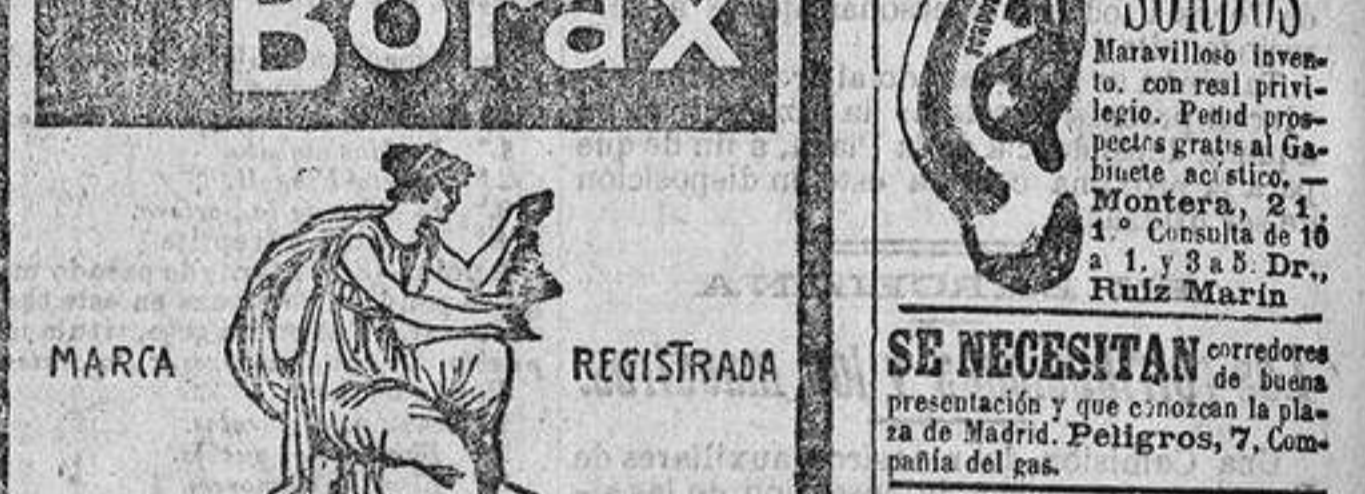 Borax
MARCA REGISTRADA
SORDOS
Maravilloso inven-
to, con real privi-
legio. Pedid pros-
pectos gratis al Ga-
binete acústico. —
Montera, 21,
1.° Consulta de 10
a 1, y 3 a 5. Dr.,
Ruiz Marín
SE NECESITAN corredores
de buena
presentación y que conozcan la pla-
za de Madrid. Peligros, 7, Com-
pañía del gas.